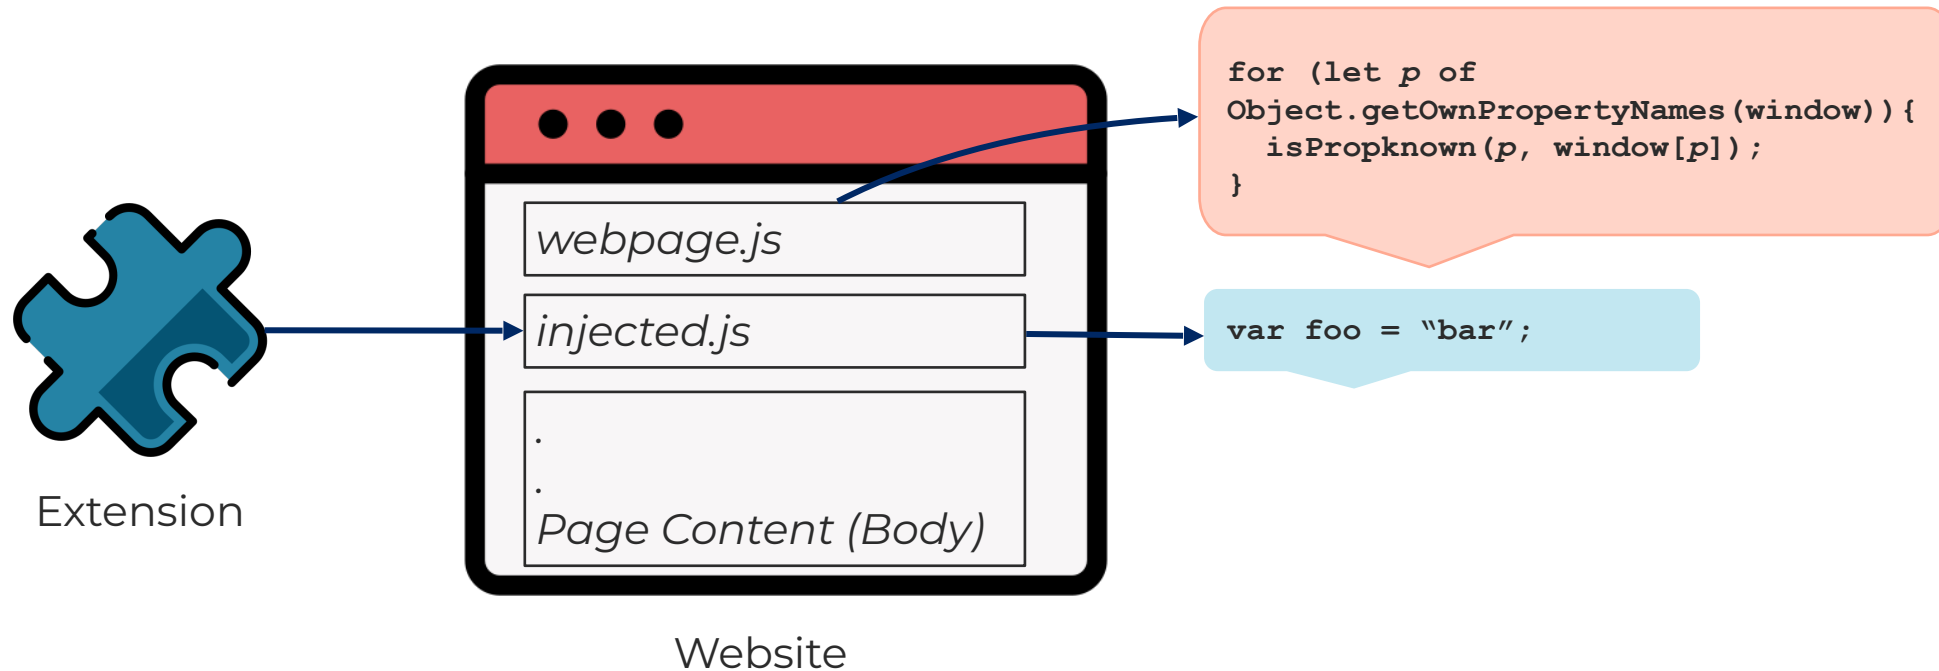 for (let p of
Object.getOwnPropertyNames(window)){
isPropknown(p, window[p]);
}
webpage.js
injected.js
var foo = “bar”;
.
.
Page Content (Body)
Extension
Website